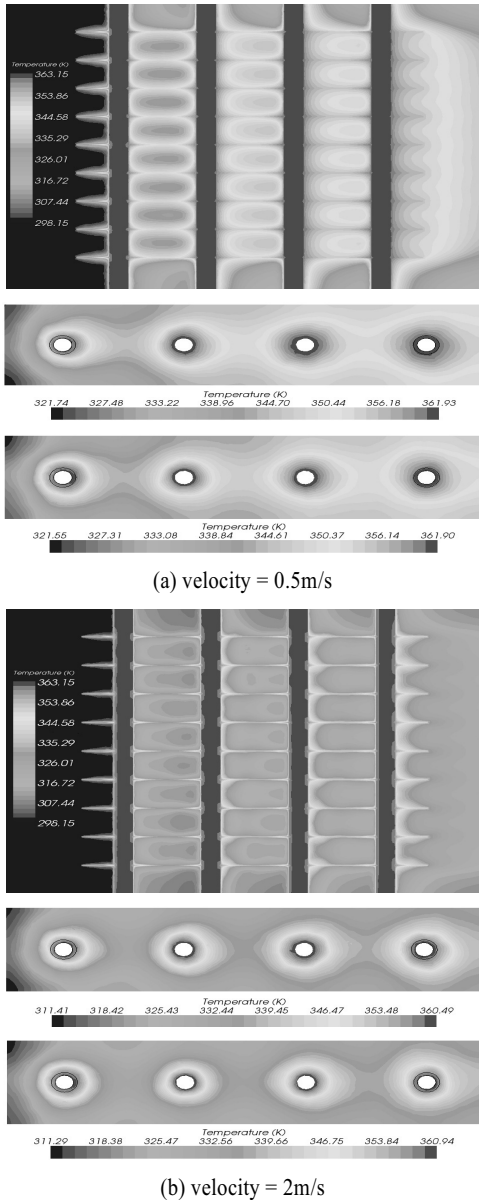 Temperature (K)
363.15
353.86
344.58
335.29
326.01
316.72
307.44
298.15
Temperature (K)
321.74 327.48 333.22 338.96 344.70 350.44 356.18 361.93
Temperature (K)
321.55 327.31 333.08 338.84 344.61 350.37 356.14 361.90
(a) velocity = 0.5m/s
Temperature (K)
363.15
353.86
344.58
335.29
326.01
316.72
307.44
298.15
Temperature (K)
311.41 318.42 325.43 332.44 339.45 346.47 353.48 360.49
Temperature (K)
311.29 318.38 325.47 332.56 339.66 346.75 353.84 360.94
(b) velocity = 2m/s